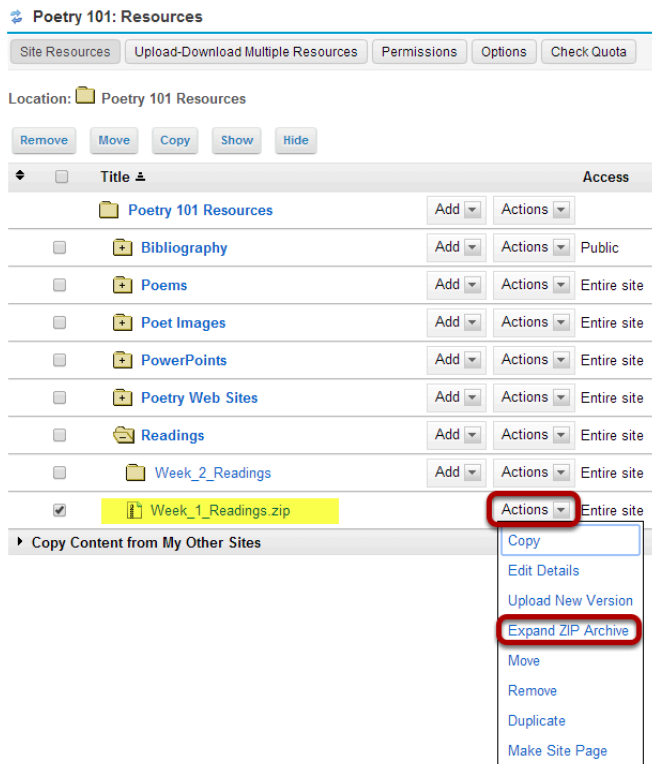 Poetry 101: Resources
Site Resources Upload-Download Multiple Resources Permissions Options Check Quota
Location: Poetry 101 Resources
Remove Move Copy Show Hide
Title Access
Poetry 101 Resources Add Actions
Bibliography Add Actions Public
Poems Add Actions Entire site
Poet Images Add Actions Entire site
PowerPoints Add Actions Entire site
Poetry Web Sites Add Actions Entire site
Readings Add Actions Entire site
Week_2_Readings Add Actions Entire site
Week_1_Readings.zip Actions Entire site
Copy Content from My Other Sites
Copy
Edit Details
Upload New Version
Expand ZIP Archive
Move
Remove
Duplicate
Make Site Page